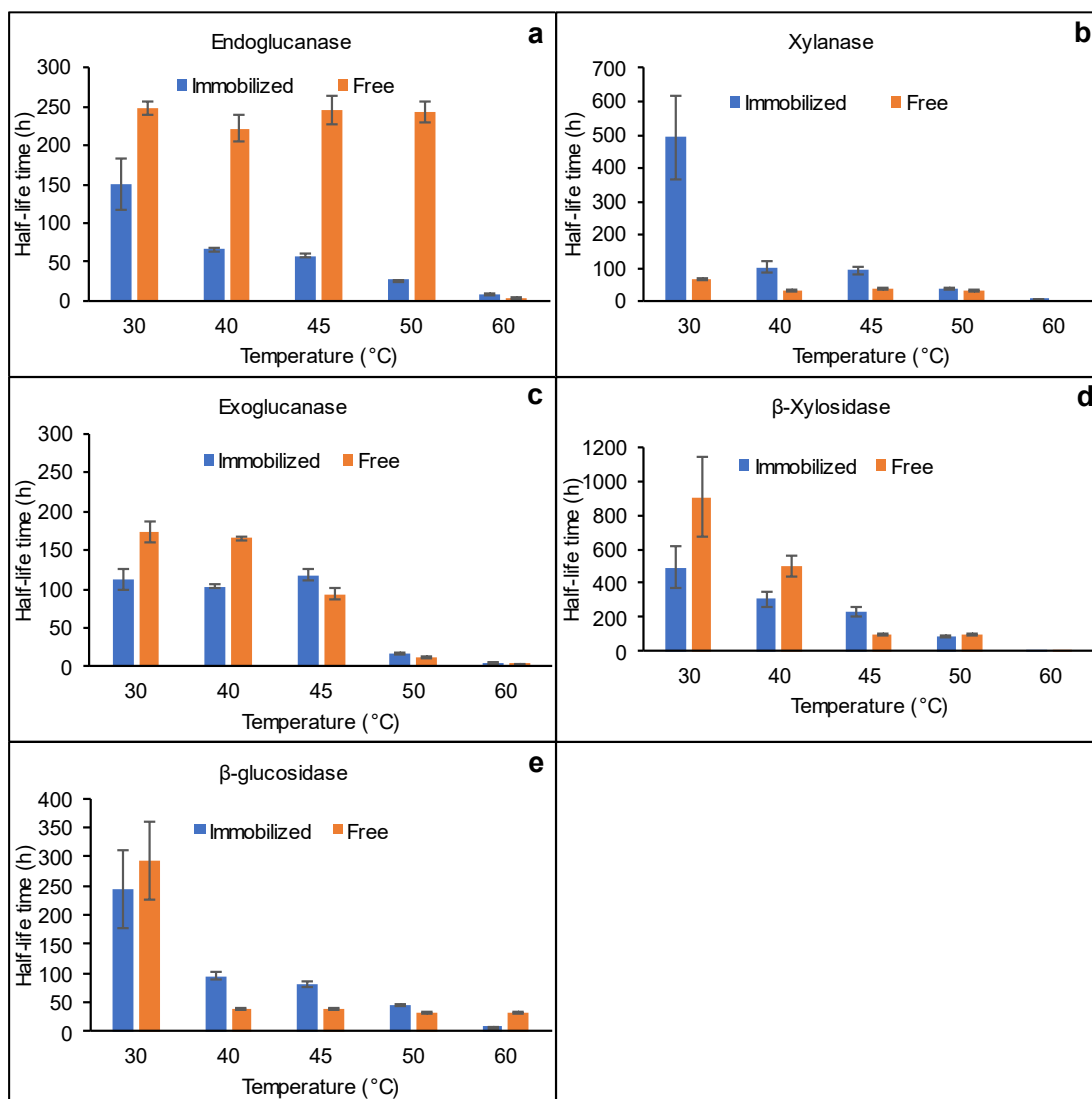 Endoglucanase
a
Immobilized Free
Half-life time (h)
300
250
200
150
100
50
0
30 40 45 50 60
Temperature (°C)
Xylanase
b
Immobilized Free
Half-life time (h)
700
600
500
400
300
200
100
0
30 40 45 50 60
Temperature (°C)
Exoglucanase
c
Immobilized Free
Half-life time (h)
300
250
200
150
100
50
0
30 40 45 50 60
Temperature (°C)
β-Xylosidase
d
Immobilized Free
Half-life time (h)
1200
1000
800
600
400
200
0
30 40 45 50 60
Temperature (°C)
β-glucosidase
e
Immobilized Free
Half-life time (h)
400
350
300
250
200
150
100
50
0
30 40 45 50 60
Temperature (°C)